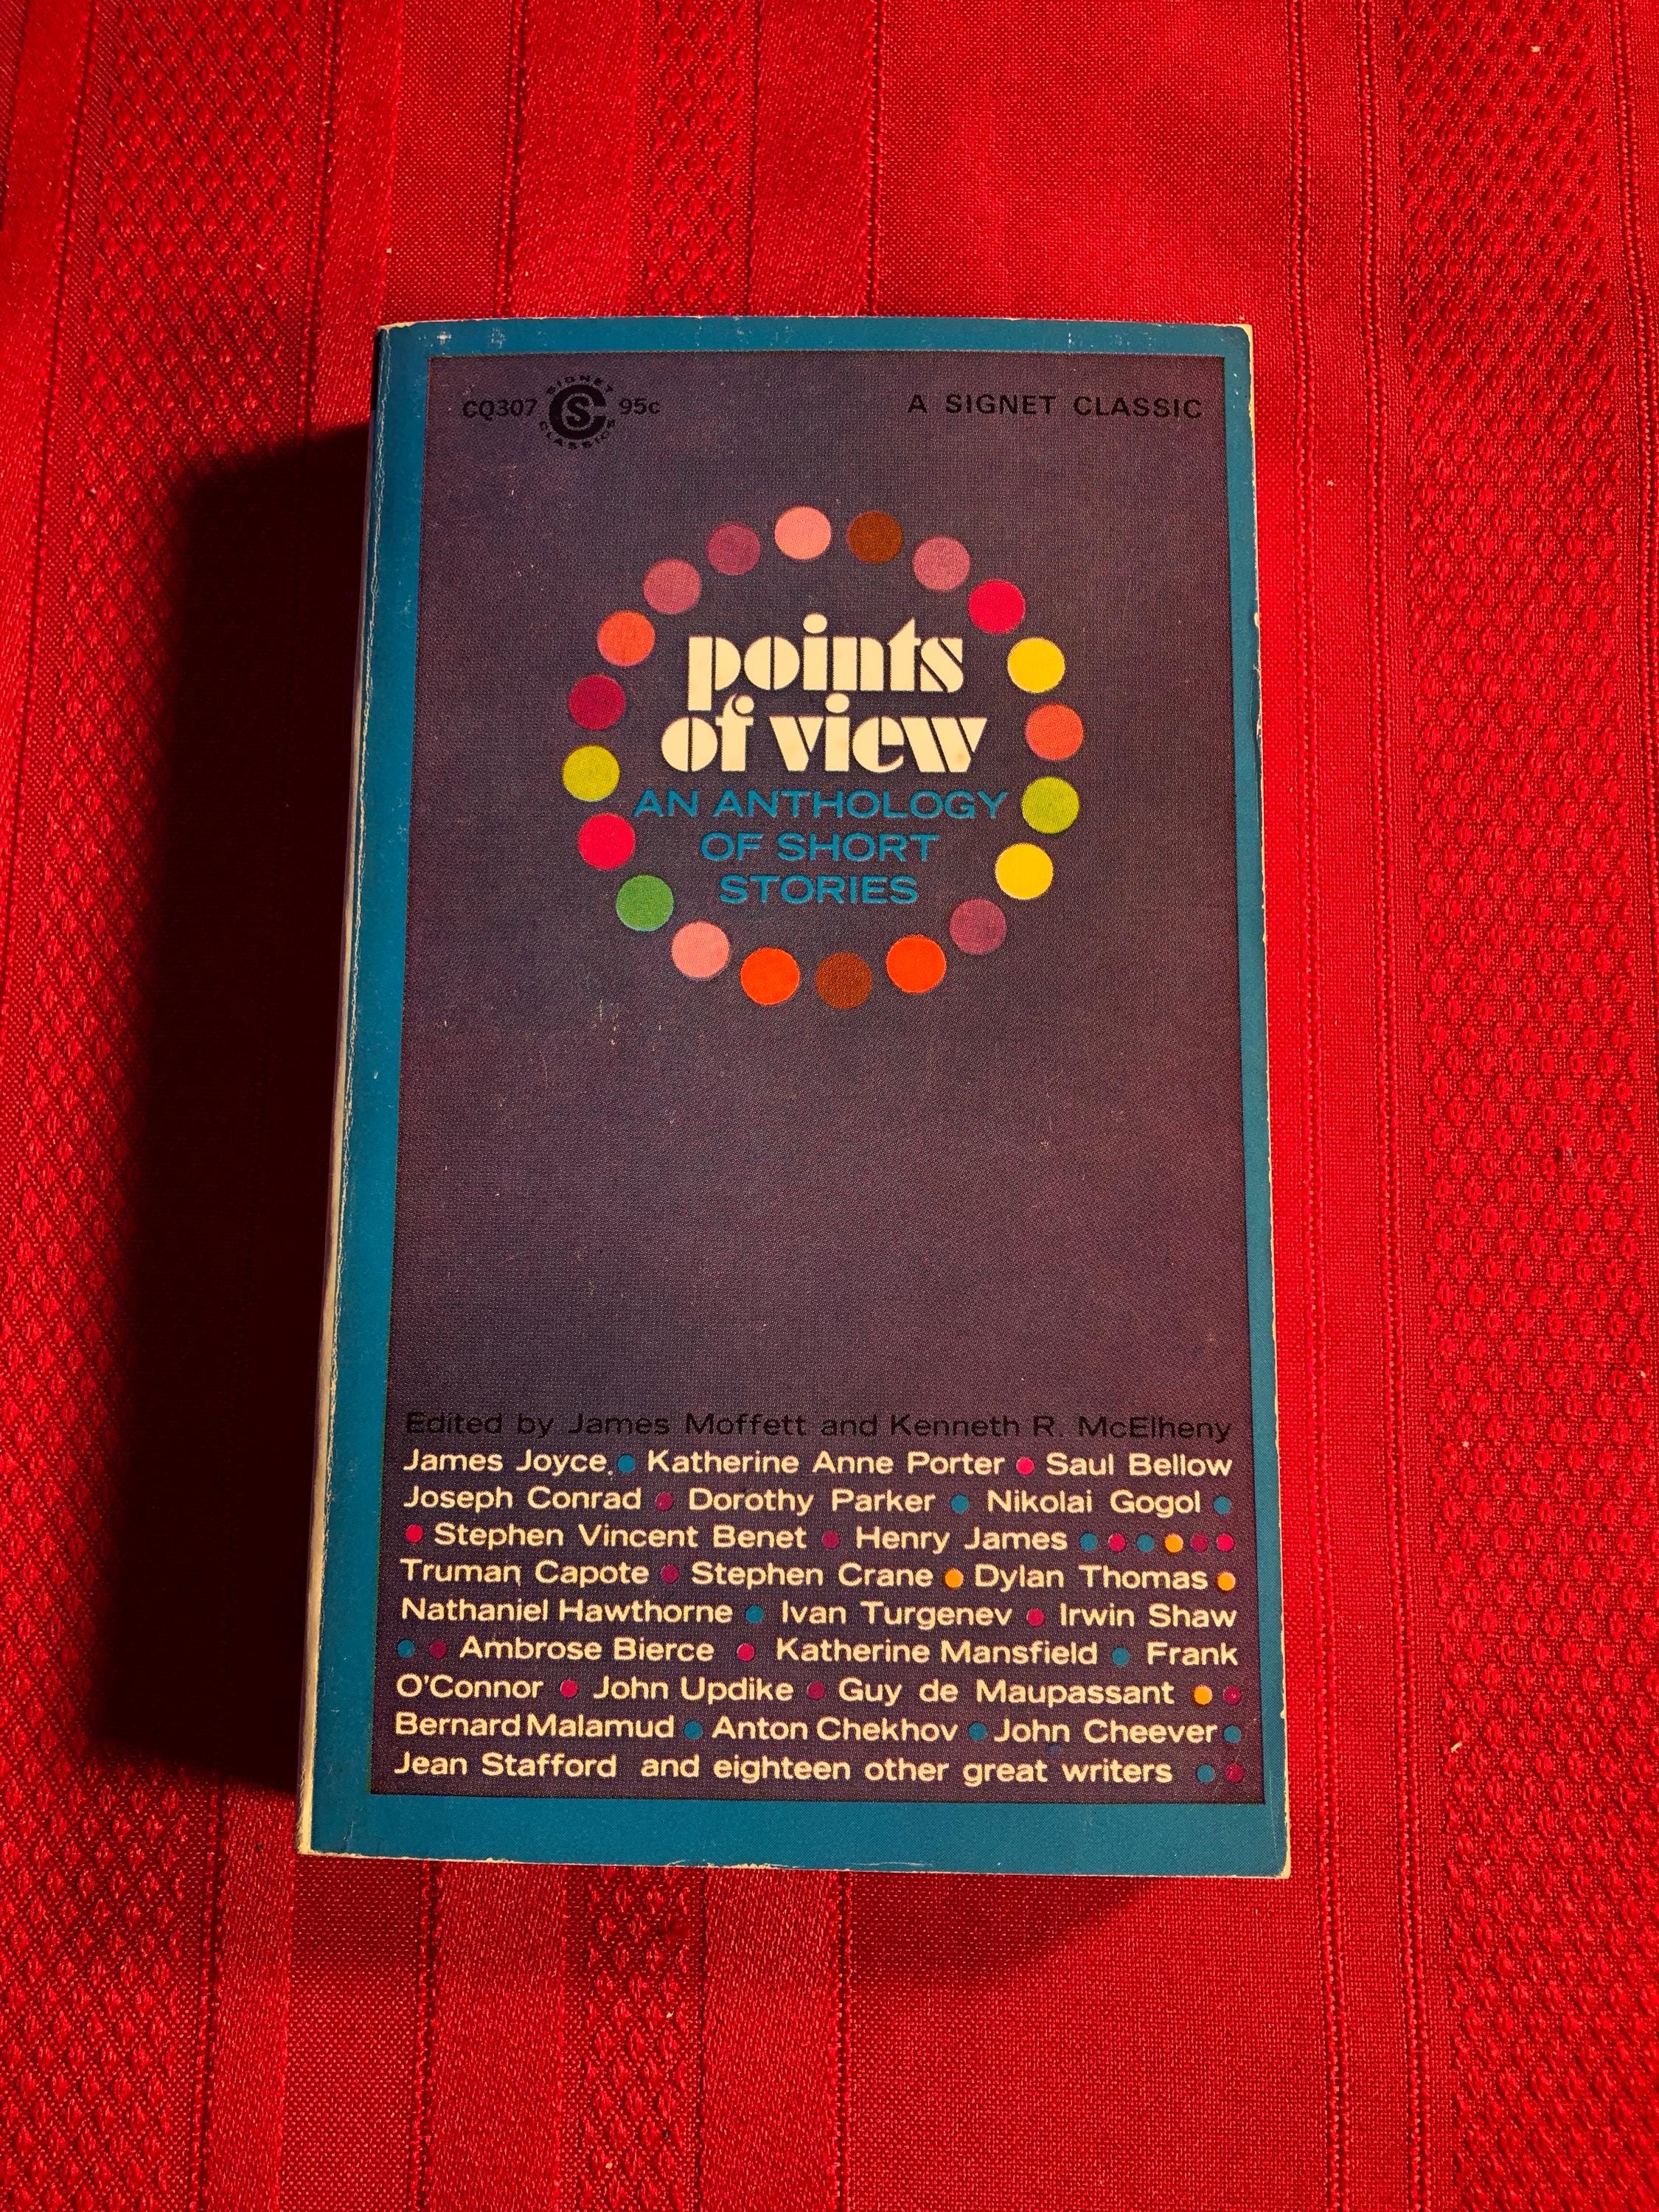 CQ307 SIGNET CLASSICS CS 95c
A SIGNET CLASSIC
points
of view
AN ANTHOLOGY
OF SHORT
STORIES
Edited by James Moffett and Kenneth R. McElheny
James Joyce, • Katherine Anne Porter • Saul Bellow
Joseph Conrad • Dorothy Parker • Nikolai Gogol •
• Stephen Vincent Benet • Henry James • • • • • •
Truman Capote • Stephen Crane • Dylan Thomas •
Nathaniel Hawthorne • Ivan Turgenev • Irwin Shaw
• • Ambrose Bierce • Katherine Mansfield • Frank
O'Connor • John Updike • Guy de Maupassant • •
Bernard Malamud • Anton Chekhov • John Cheever •
Jean Stafford and eighteen other great writers • •